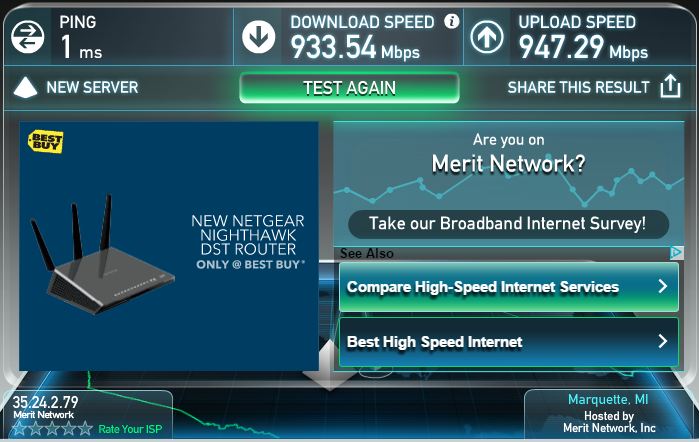 PING
1 ms
DOWNLOAD SPEED
933.54 Mbps
UPLOAD SPEED
947.29 Mbps
NEW SERVER
TEST AGAIN
SHARE THIS RESULT
BEST BUY
NEW NETGEAR
NIGHTHAWK
DST ROUTER
ONLY @ BEST BUY*
Are you on
Merit Network?
Take our Broadband Internet Survey!
See Also
Compare High-Speed Internet Services
Best High Speed Internet
35.24.2.79
Merit Network
Rate Your ISP
Marquette, MI
Hosted by
Merit Network, Inc